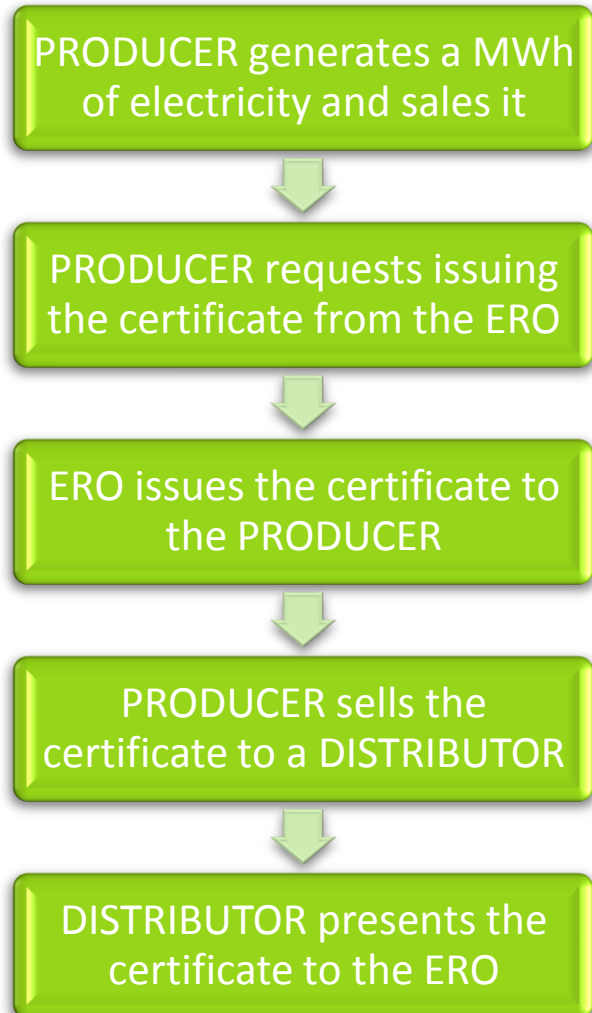 PRODUCER generates a MWh
of electricity and sales it
PRODUCER requests issuing
the certificate from the ERO
ERO issues the certificate to
the PRODUCER
PRODUCER sells the
certificate to a DISTRIBUTOR
DISTRIBUTOR presents the
certificate to the ERO